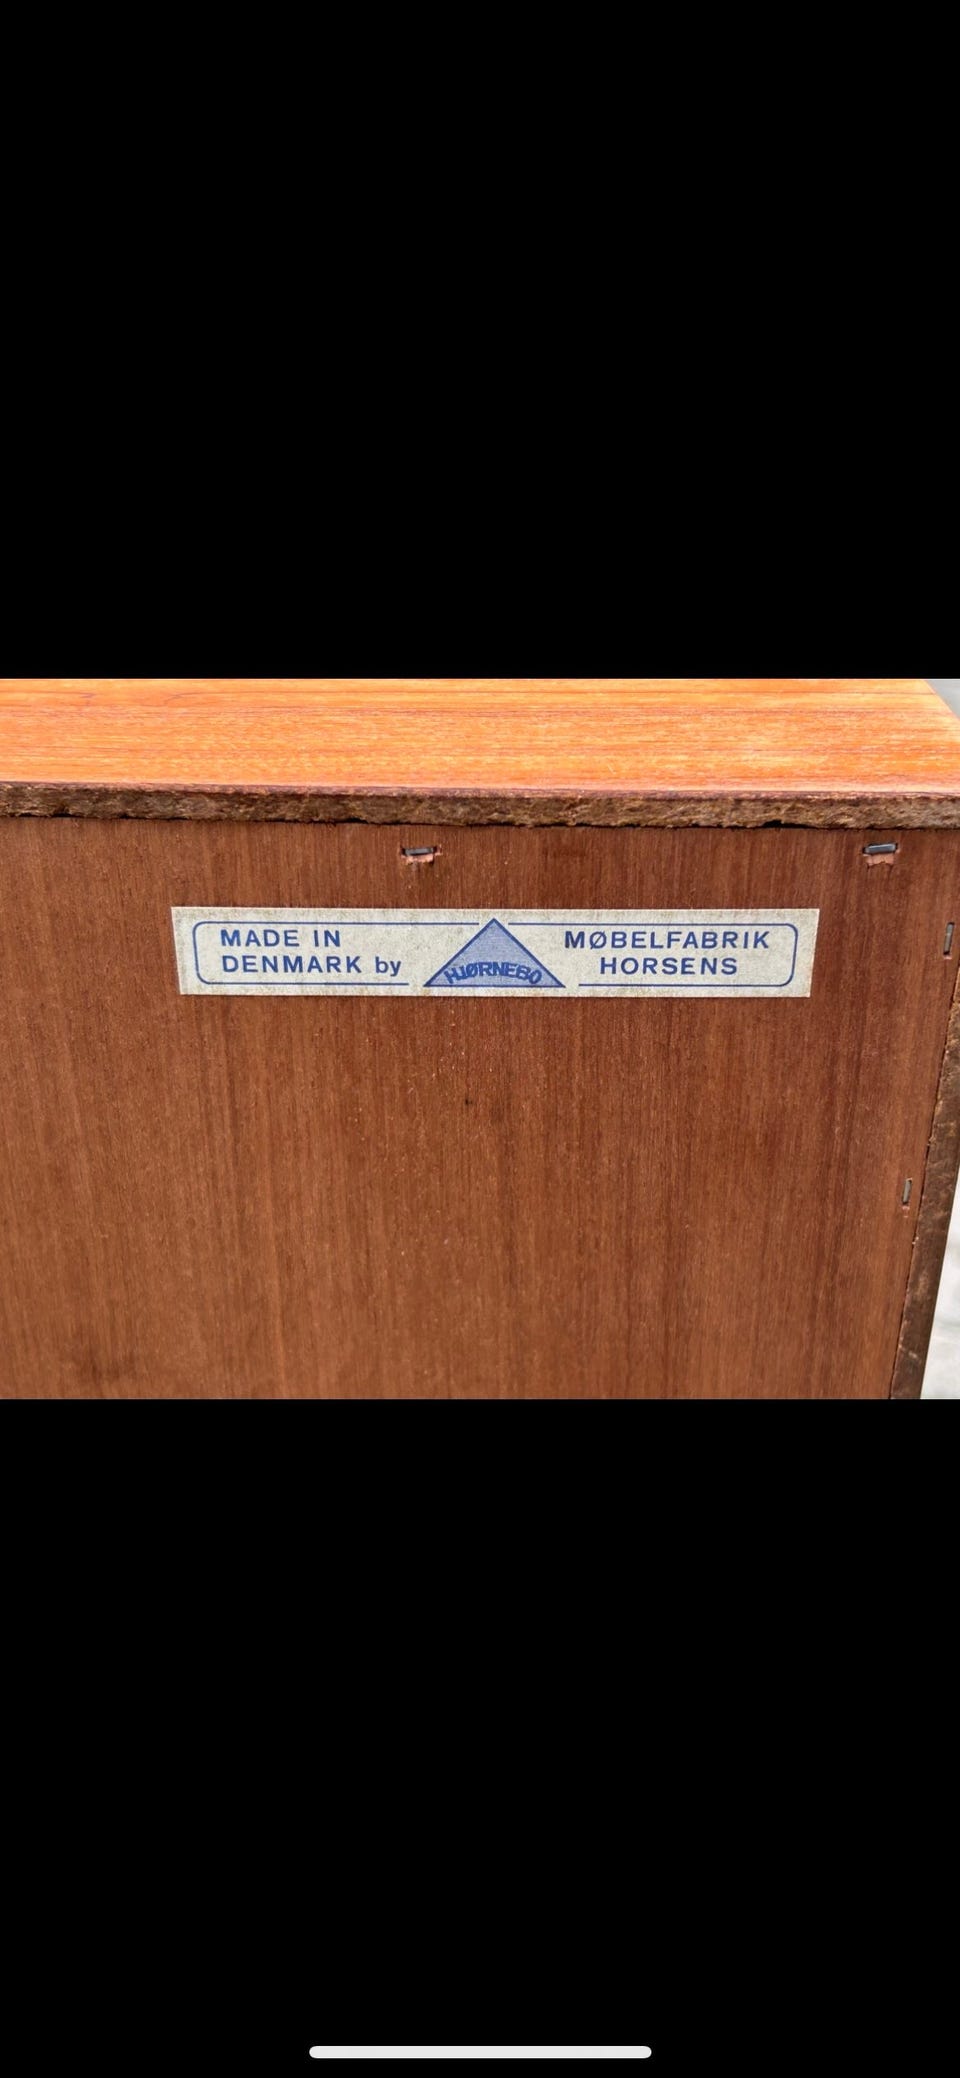 MADE IN
DENMARK by
HJØRNEBO
MØBELFABRIK
HORSENS